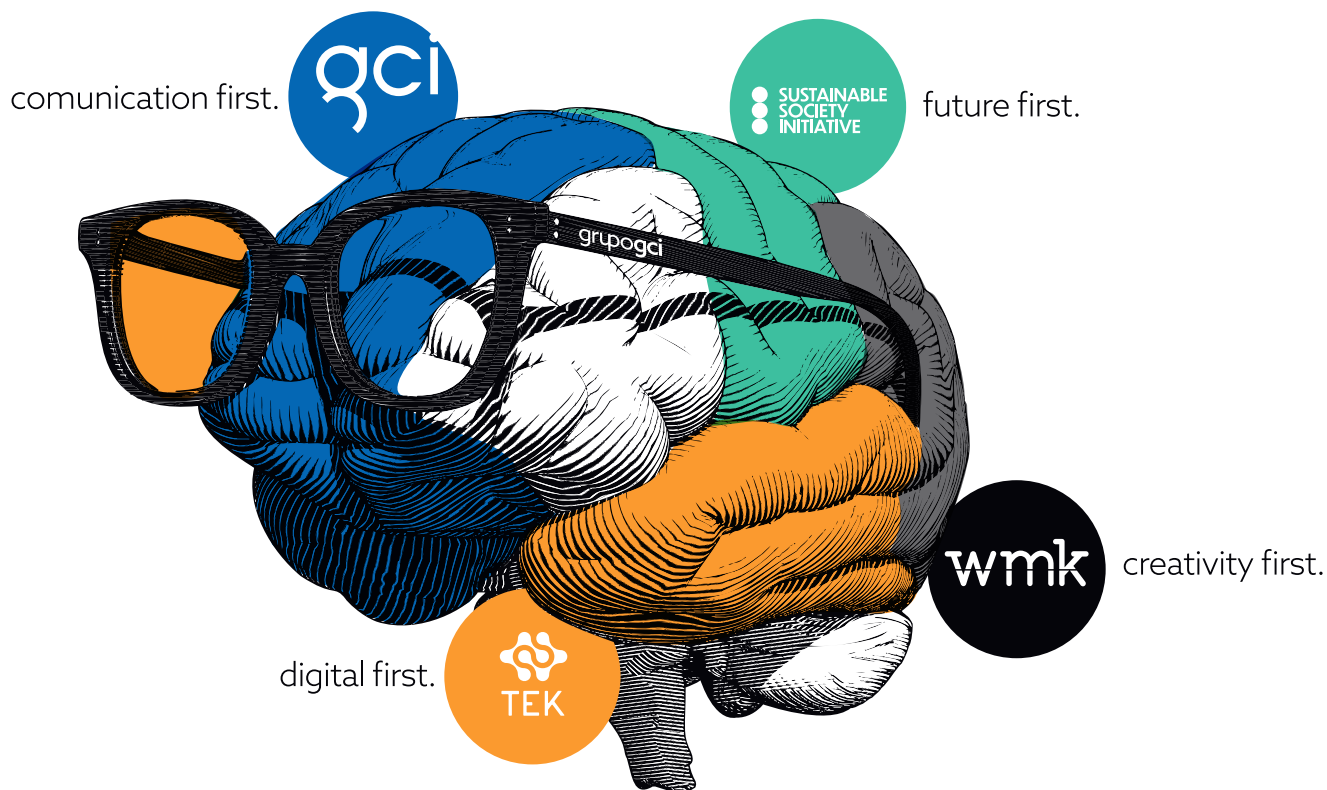 comunication first.
gci
SUSTAINABLE
SOCIETY
INITIATIVE
future first.
grupogci
wmk
creativity first.
digital first.
TEK